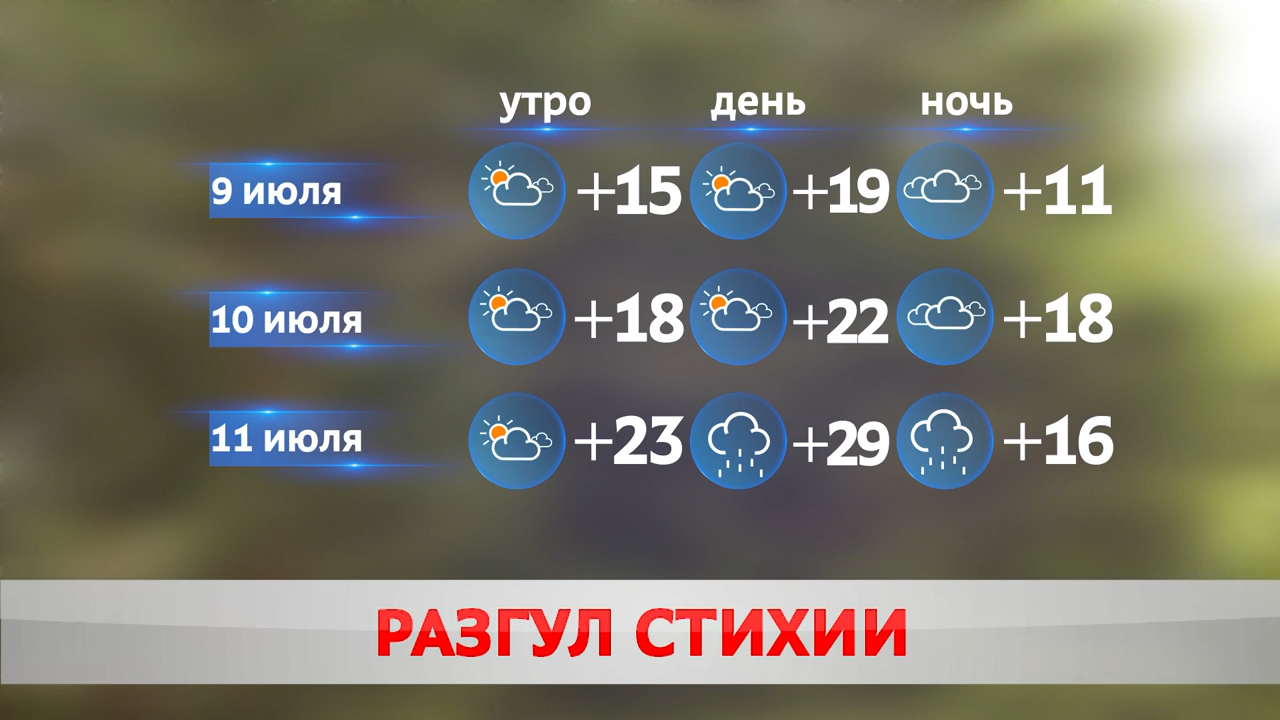 утро день ночь
9 июля +15 +19 +11
10 июля +18 +22 +18
11 июля +23 +29 +16
РАЗГУЛ СТИХИИ